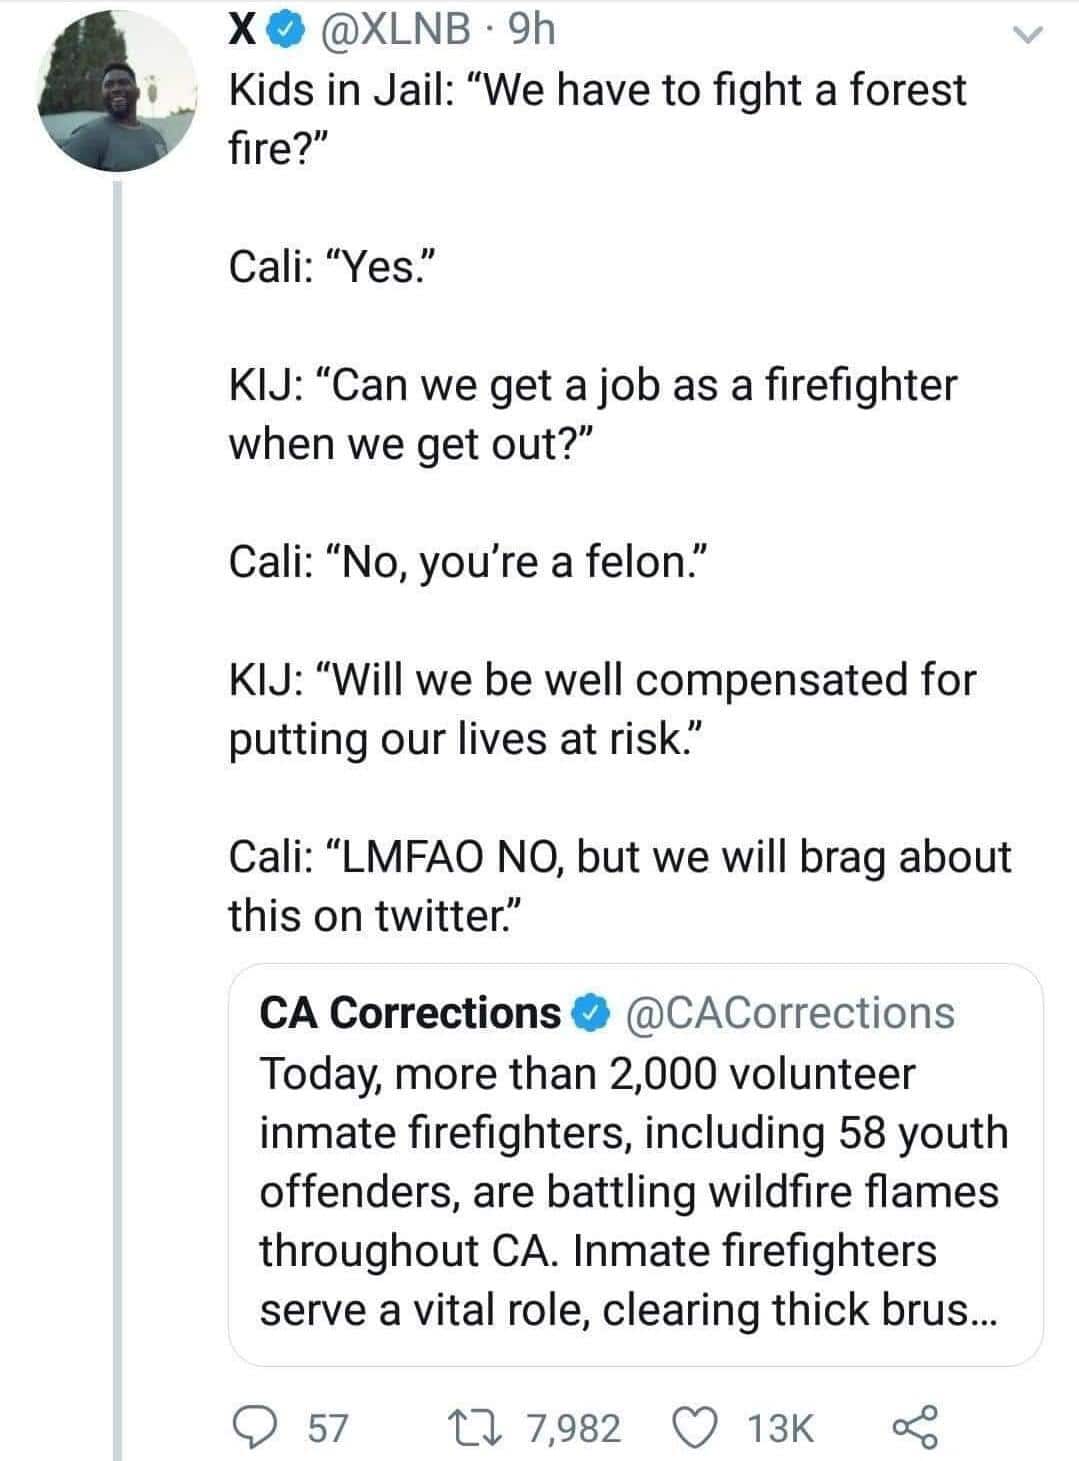 X @XLNB · 9h
Kids in Jail: “We have to fight a forest
fire?”
Cali: “Yes.”
KIJ: “Can we get a job as a firefighter
when we get out?”
Cali: “No, you’re a felon.”
KIJ: “Will we be well compensated for
putting our lives at risk.”
Cali: “LMFAO NO, but we will brag about
this on twitter.”
CA Corrections @CACorrections
Today, more than 2,000 volunteer
inmate firefighters, including 58 youth
offenders, are battling wildfire flames
throughout CA. Inmate firefighters
serve a vital role, clearing thick brus...
57 7,982 13K